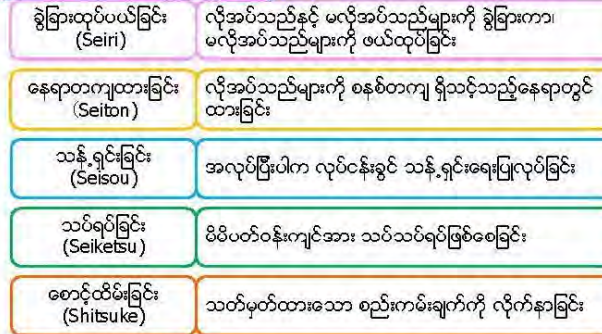 ခွဲခြားထုပ်ပယ်ခြင်း
(Seiri)
လိုအပ်သည်နှင့် မလိုအပ်သည်များကို ခွဲခြားကာ၊
မလိုအပ်သည်များကို ဖယ်ထုပ်ခြင်း
နေရာတကျထားခြင်း
(Seiton)
လိုအပ်သည်များကို စနစ်တကျ ရှိသင့်သည့်နေရာတွင်
ထားခြင်း
သန့်ရှင်းခြင်း
(Seisou)
အလုပ်ပြီးပါက လုပ်ငန်းခွင် သန့်ရှင်းရေးပြုလုပ်ခြင်း
သပ်ရပ်ခြင်း
(Seiketsu)
မိမိပတ်ဝန်းကျင်အား သပ်သပ်ရပ်ဖြစ်စေခြင်း
စောင့်ထိမ်းခြင်း
(Shitsuke)
သတ်မှတ်ထားသော စည်းကမ်းချက်ကို လိုက်နာခြင်း